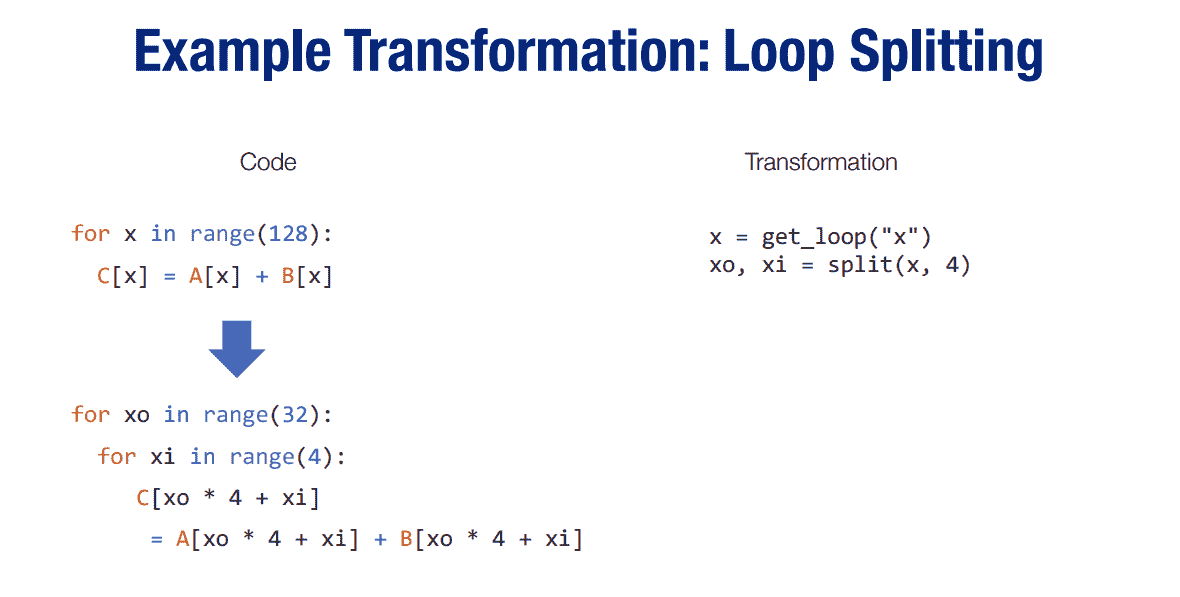 Example Transformation: Loop Splitting
Code
for x in range(128):
C[x] = A[x] + B[x]
for xo in range(32):
for xi in range(4):
C[xo * 4 + xi]
= A[xo * 4 + xi] + B[xo * 4 + xi]
Transformation
x = get_loop("x")
xo, xi = split(x, 4)